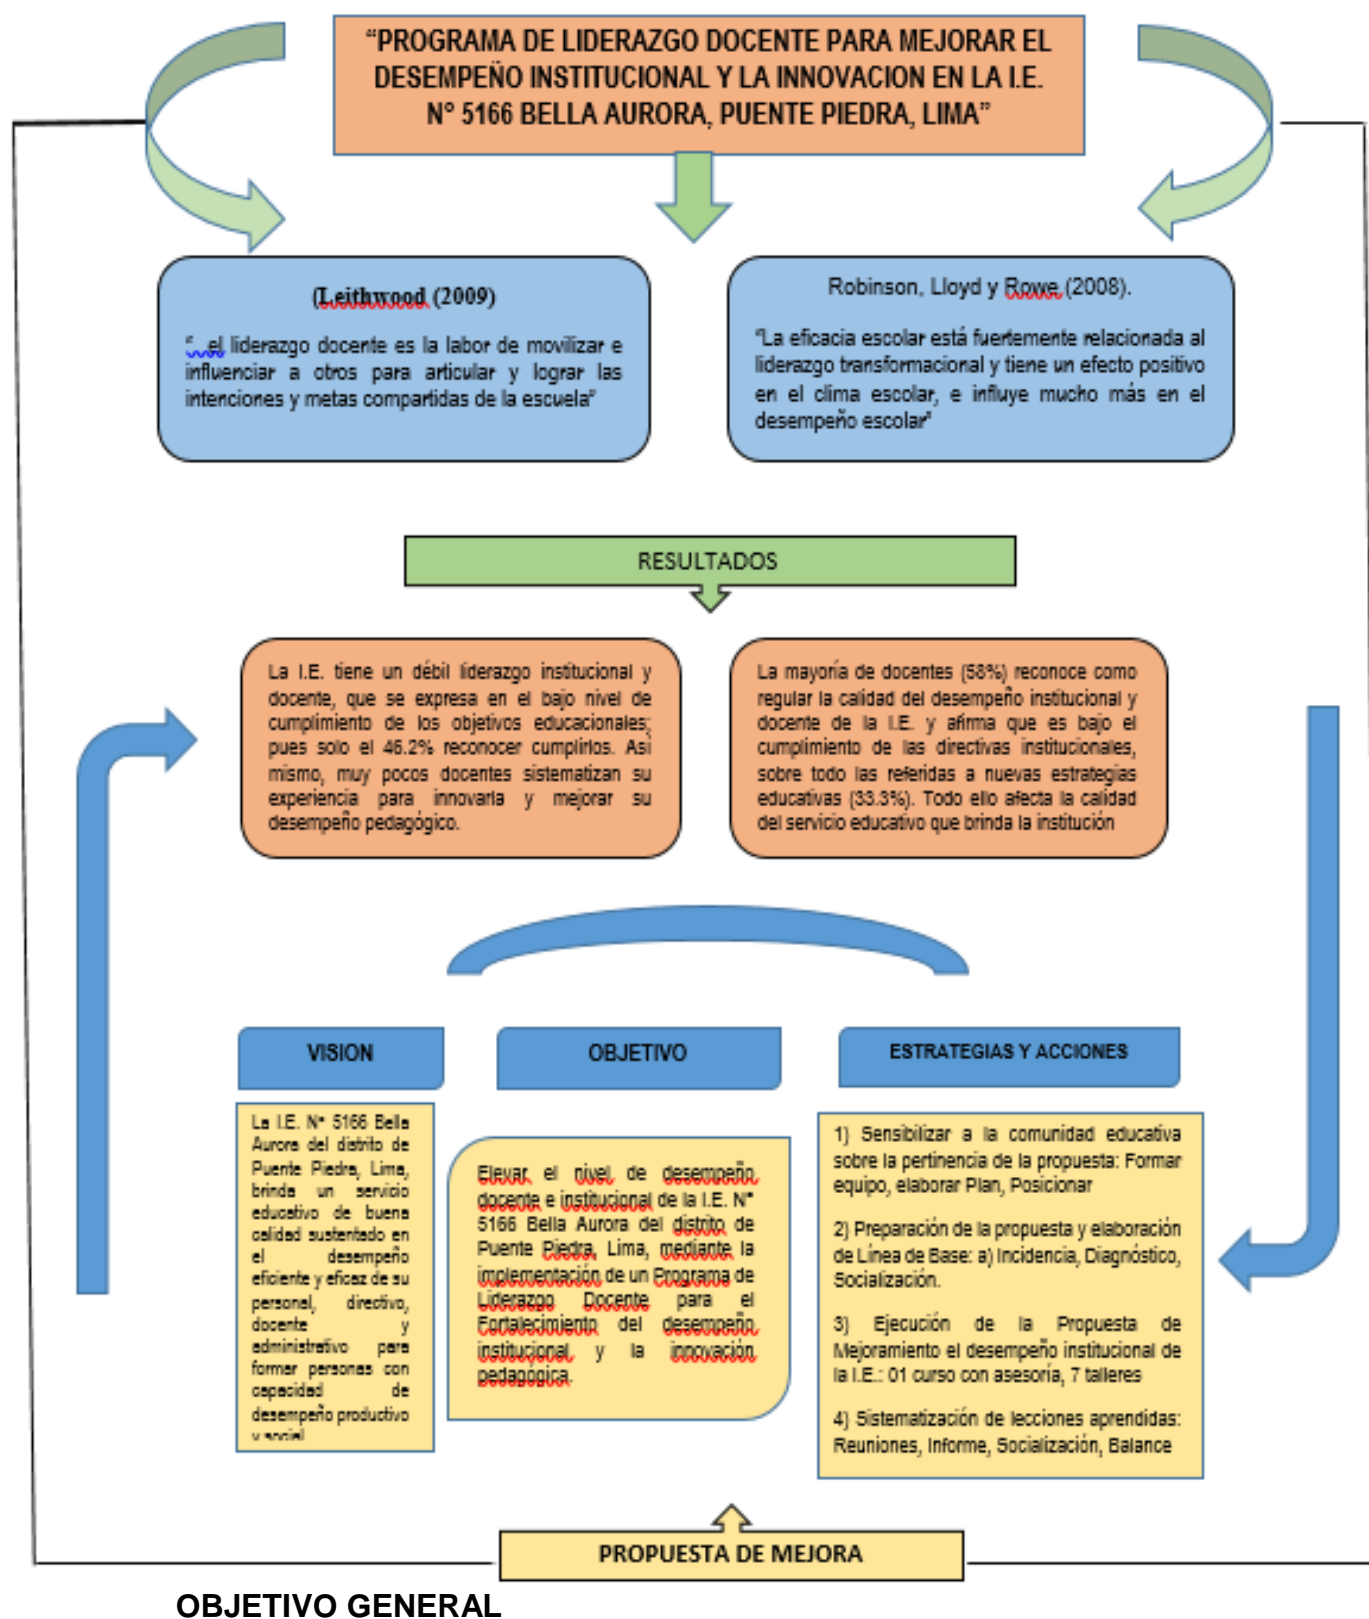 “PROGRAMA DE LIDERAZGO DOCENTE PARA MEJORAR EL
DESEMPEÑO INSTITUCIONAL Y LA INNOVACION EN LA I.E.
N° 5166 BELLA AURORA, PUENTE PIEDRA, LIMA”
(Leithwood (2009)
“...el liderazgo docente es la labor de movilizar e
influenciar a otros para articular y lograr las
intenciones y metas compartidas de la escuela”
Robinson, Lloyd y Rowe (2008).
“La eficacia escolar está fuertemente relacionada al
liderazgo transformacional y tiene un efecto positivo
en el clima escolar, e influye mucho más en el
desempeño escolar”
RESULTADOS
La I.E. tiene un débil liderazgo institucional y
docente, que se expresa en el bajo nivel de
cumplimiento de los objetivos educacionales;
pues solo el 46.2% reconocer cumplirlos. Así
mismo, muy pocos docentes sistematizan su
experiencia para innovarla y mejorar su
desempeño pedagógico.
La mayoría de docentes (58%) reconoce como
regular la calidad del desempeño institucional y
docente de la I.E. y afirma que es bajo el
cumplimiento de las directivas institucionales,
sobre todo las referidas a nuevas estrategias
educativas (33.3%). Todo ello afecta la calidad
del servicio educativo que brinda la institución
VISION
La I.E. N° 5166 Bella
Aurora del distrito de
Puente Piedra, Lima,
brinda un servicio
educativo de buena
calidad sustentado en
el desempeño
eficiente y eficaz de su
personal, directivo,
docente y
administrativo para
formar personas con
capacidad de
desempeño productivo
y social
OBJETIVO
Elevar el nivel de desempeño
docente e institucional de la I.E. N°
5166 Bella Aurora del distrito de
Puente Piedra, Lima, mediante la
implementación de un Programa de
Liderazgo Docente para el
Fortalecimiento del desempeño
institucional y la innovación
pedagógica.
ESTRATEGIAS Y ACCIONES
1) Sensibilizar a la comunidad educativa
sobre la pertinencia de la propuesta: Formar
equipo, elaborar Plan, Posicionar
2) Preparación de la propuesta y elaboración
de Línea de Base: a) Incidencia, Diagnóstico,
Socialización.
3) Ejecución de la Propuesta de
Mejoramiento el desempeño institucional de
la I.E.: 01 curso con asesoría, 7 talleres
4) Sistematización de lecciones aprendidas:
Reuniones, Informe, Socialización, Balance
PROPUESTA DE MEJORA
OBJETIVO GENERAL